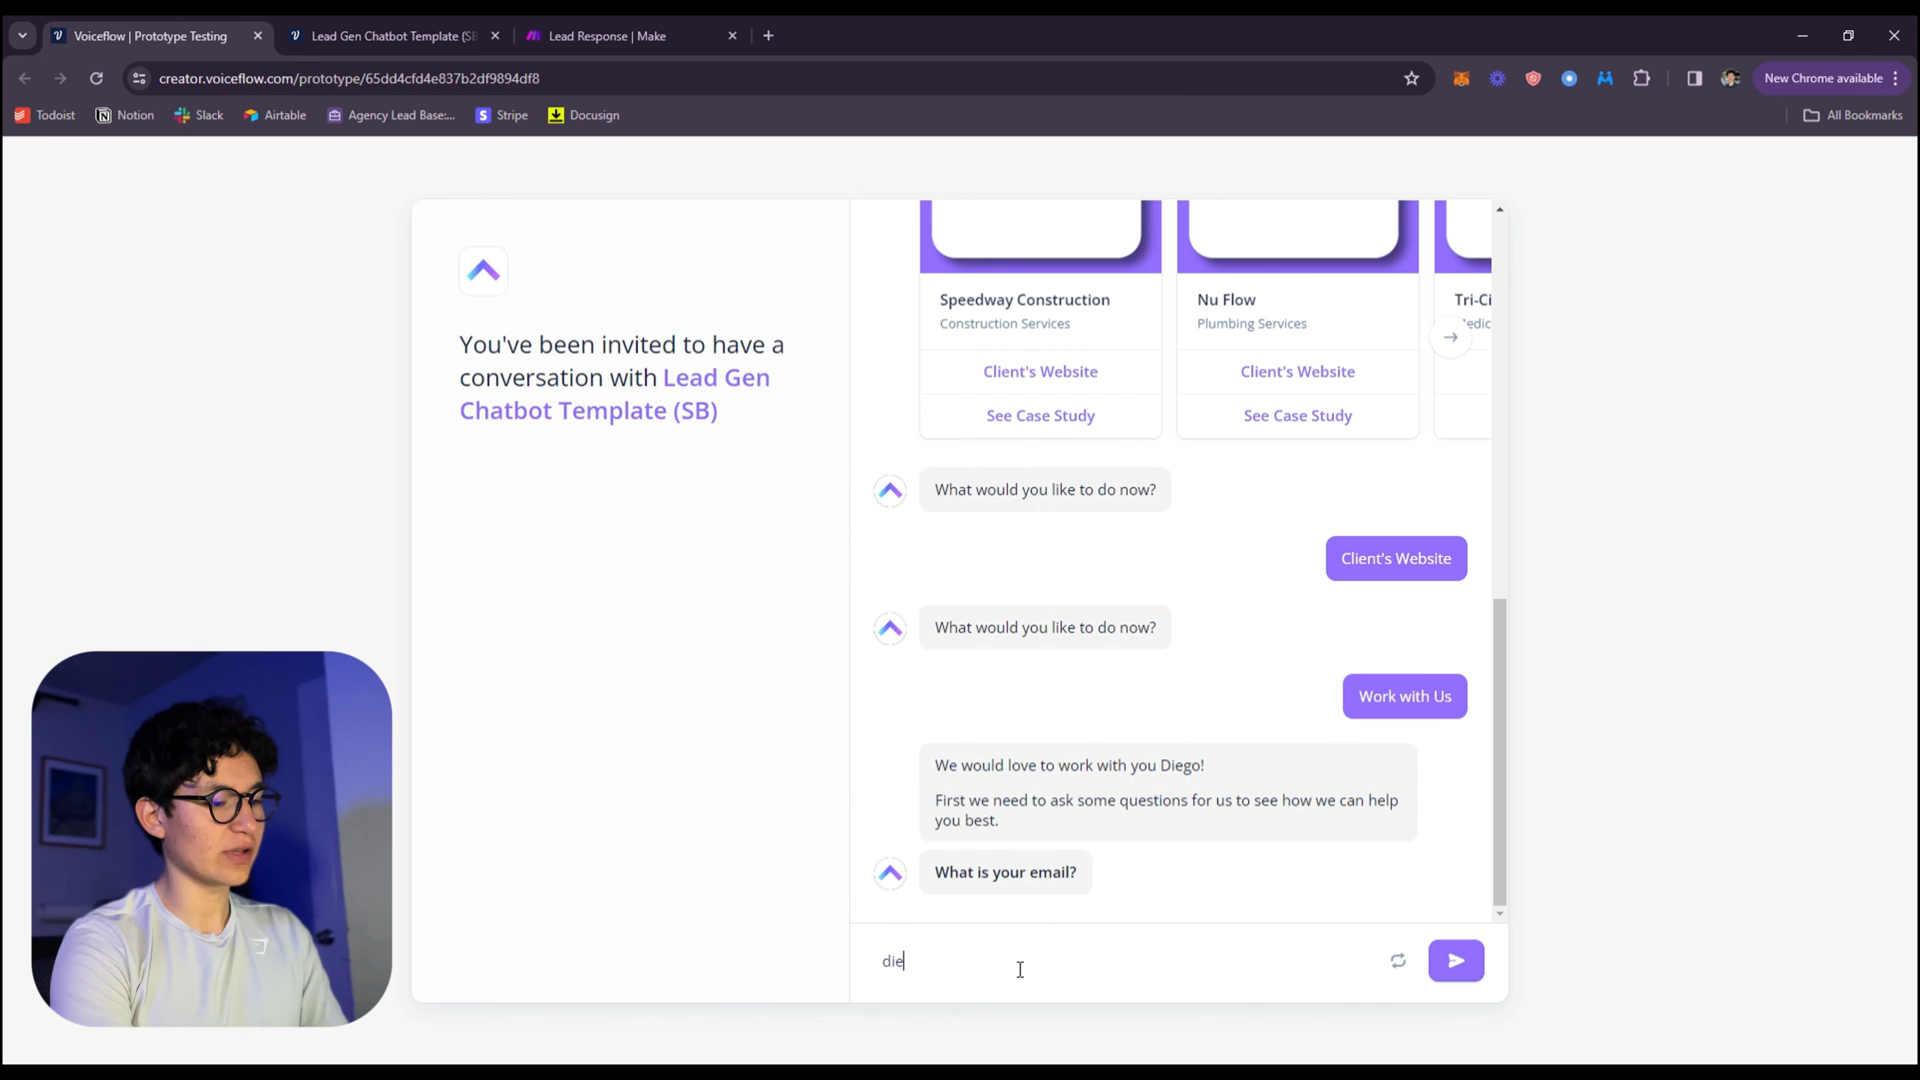 Voiceflow | Prototype Testing
Lead Gen Chatbot Template (SB
Lead Response | Make
creator.voiceflow.com/prototype/65dd4cfd4e837b2df9894df8
New Chrome available
Todoist
Notion
Slack
Airtable
Agency Lead Base:...
Stripe
Docusign
All Bookmarks
You've been invited to have a
conversation with Lead Gen
Chatbot Template (SB)
Speedway Construction
Construction Services
Client's Website
See Case Study
Nu Flow
Plumbing Services
Client's Website
See Case Study
Tri-Ci
edic
What would you like to do now?
Client's Website
What would you like to do now?
Work with Us
We would love to work with you Diego!
First we need to ask some questions for us to see how we can help
you best.
What is your email?
die